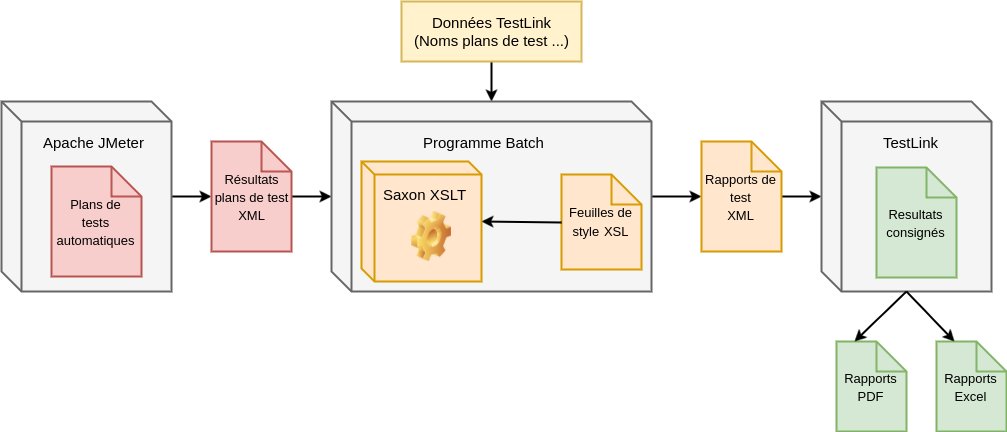 Données TestLink
(Noms plans de test ...)
Apache JMeter
Plans de
tests
automatiques
Résultats
plans de test
XML
Programme Batch
Saxon XSLT
Feuilles de
style XSL
Rapports de
test
XML
TestLink
Resultats
consignés
Rapports
PDF
Rapports
Excel